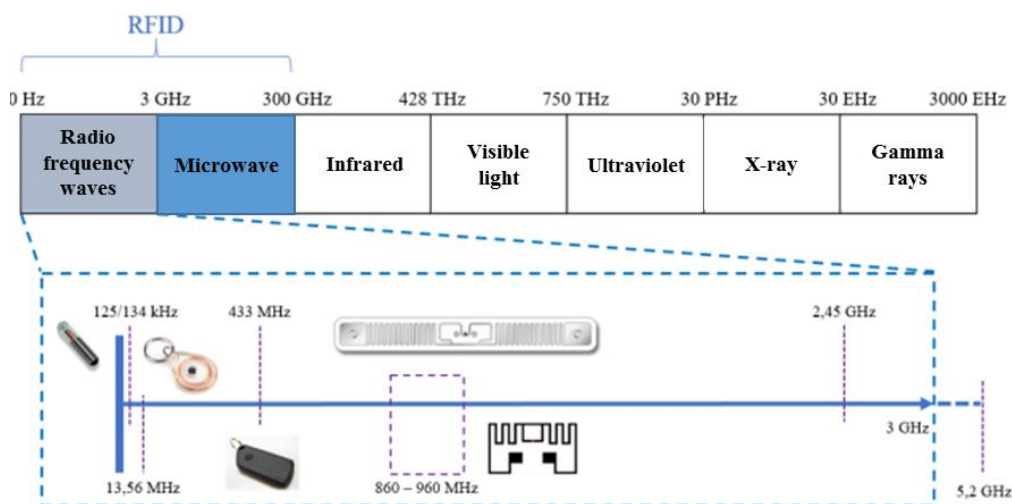 RFID
0 Hz
3 GHz
300 GHz
428 THz
750 THz
30 PHz
30 EHz
3000 EHz
Radio
frequency
waves
Microwave
Infrared
Visible
light
Ultraviolet
X-ray
Gamma
rays
125/134 kHz
433 MHz
2,45 GHz
3 GHz
13,56 MHz
860 – 960 MHz
5,2 GHz